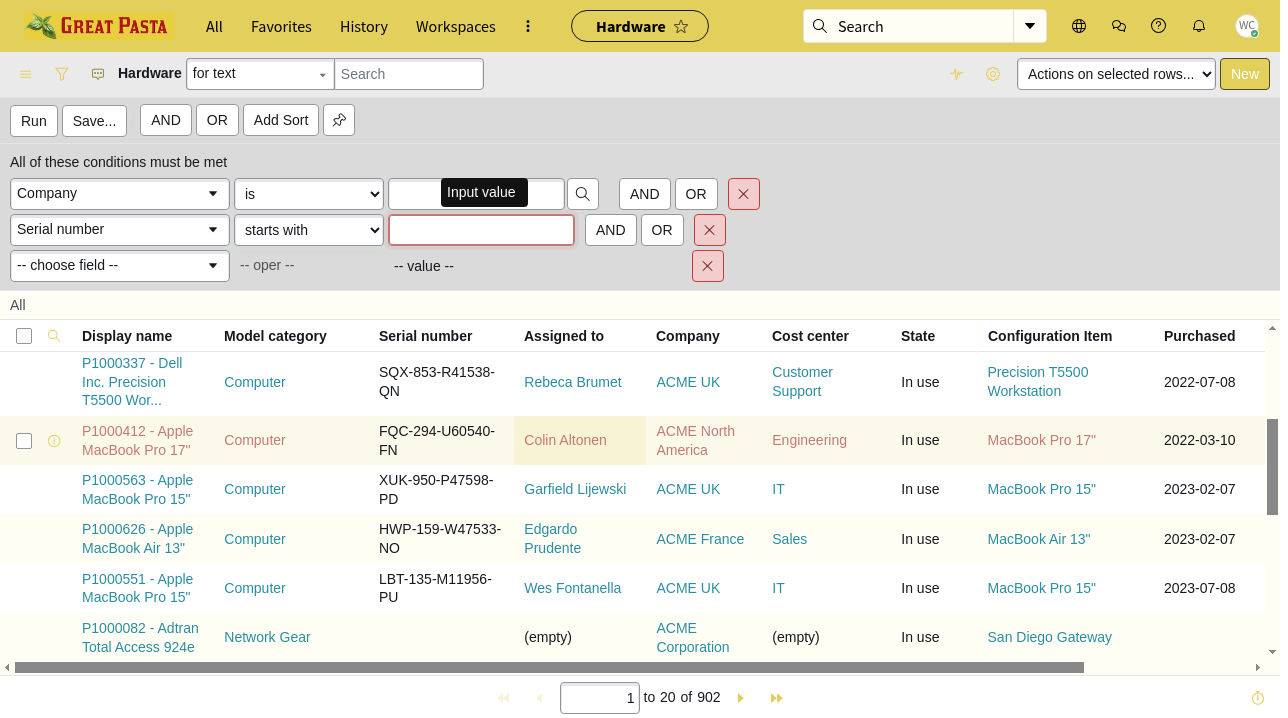 GREAT PASTA All Favorites History Workspaces Hardware Search WC
Hardware for text Search Actions on selected rows... New
Run Save... AND OR Add Sort
All of these conditions must be met
Company is Input value AND OR
Serial number starts with AND OR
-- choose field -- -- oper -- -- value --
All
Display name Model category Serial number Assigned to Company Cost center State Configuration Item Purchased
P1000337 - Dell Inc. Precision T5500 Wor... Computer SQX-853-R41538-QN Rebeca Brumet ACME UK Customer Support In use Precision T5500 Workstation 2022-07-08
P1000412 - Apple MacBook Pro 17" Computer FQC-294-U60540-FN Colin Altonen ACME North America Engineering In use MacBook Pro 17" 2022-03-10
P1000563 - Apple MacBook Pro 15" Computer XUK-950-P47598-PD Garfield Lijewski ACME UK IT In use MacBook Pro 15" 2023-02-07
P1000626 - Apple MacBook Air 13" Computer HWP-159-W47533-NO Edgardo Prudente ACME France Sales In use MacBook Air 13" 2023-02-07
P1000551 - Apple MacBook Pro 15" Computer LBT-135-M11956-PU Wes Fontanella ACME UK IT In use MacBook Pro 15" 2023-07-08
P1000082 - Adtran Total Access 924e Network Gear (empty) ACME Corporation (empty) In use San Diego Gateway
1 to 20 of 902